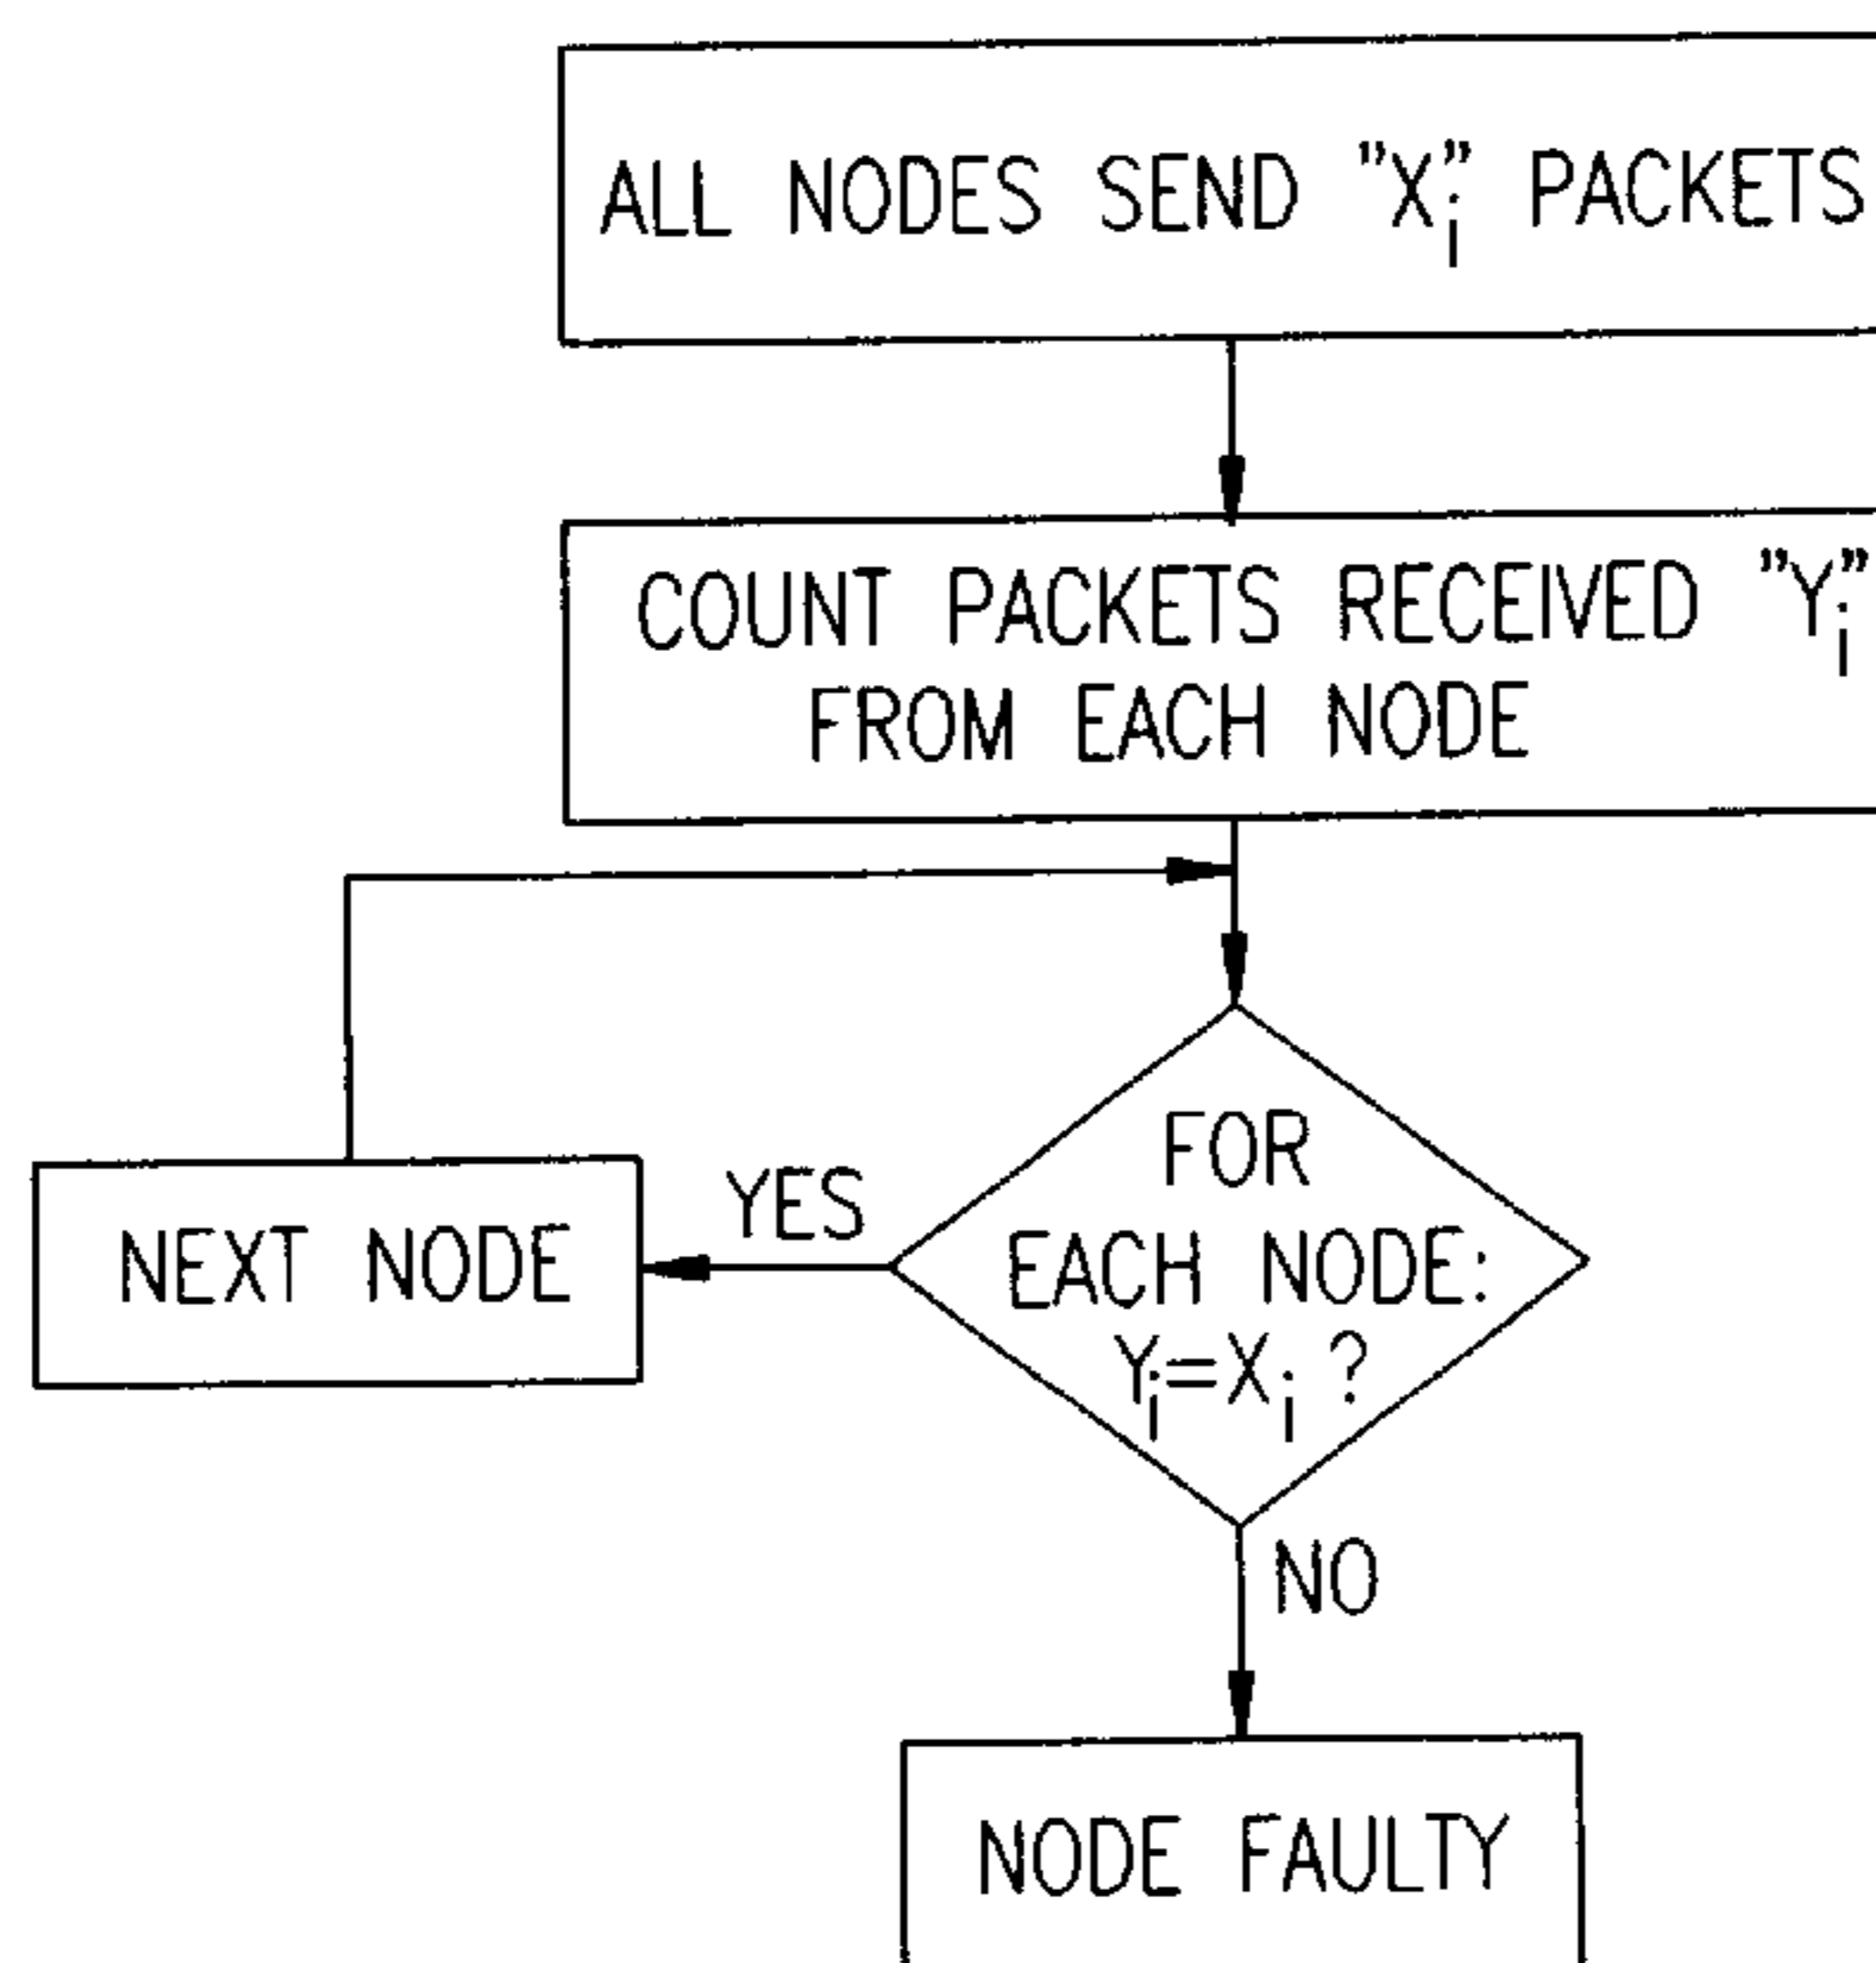 ALL NODES SEND "Xi" PACKETS
COUNT PACKETS RECEIVED "Yi"
FROM EACH NODE
FOR
EACH NODE:
Yi=Xi ?
YES
NEXT NODE
NO
NODE FAULTY